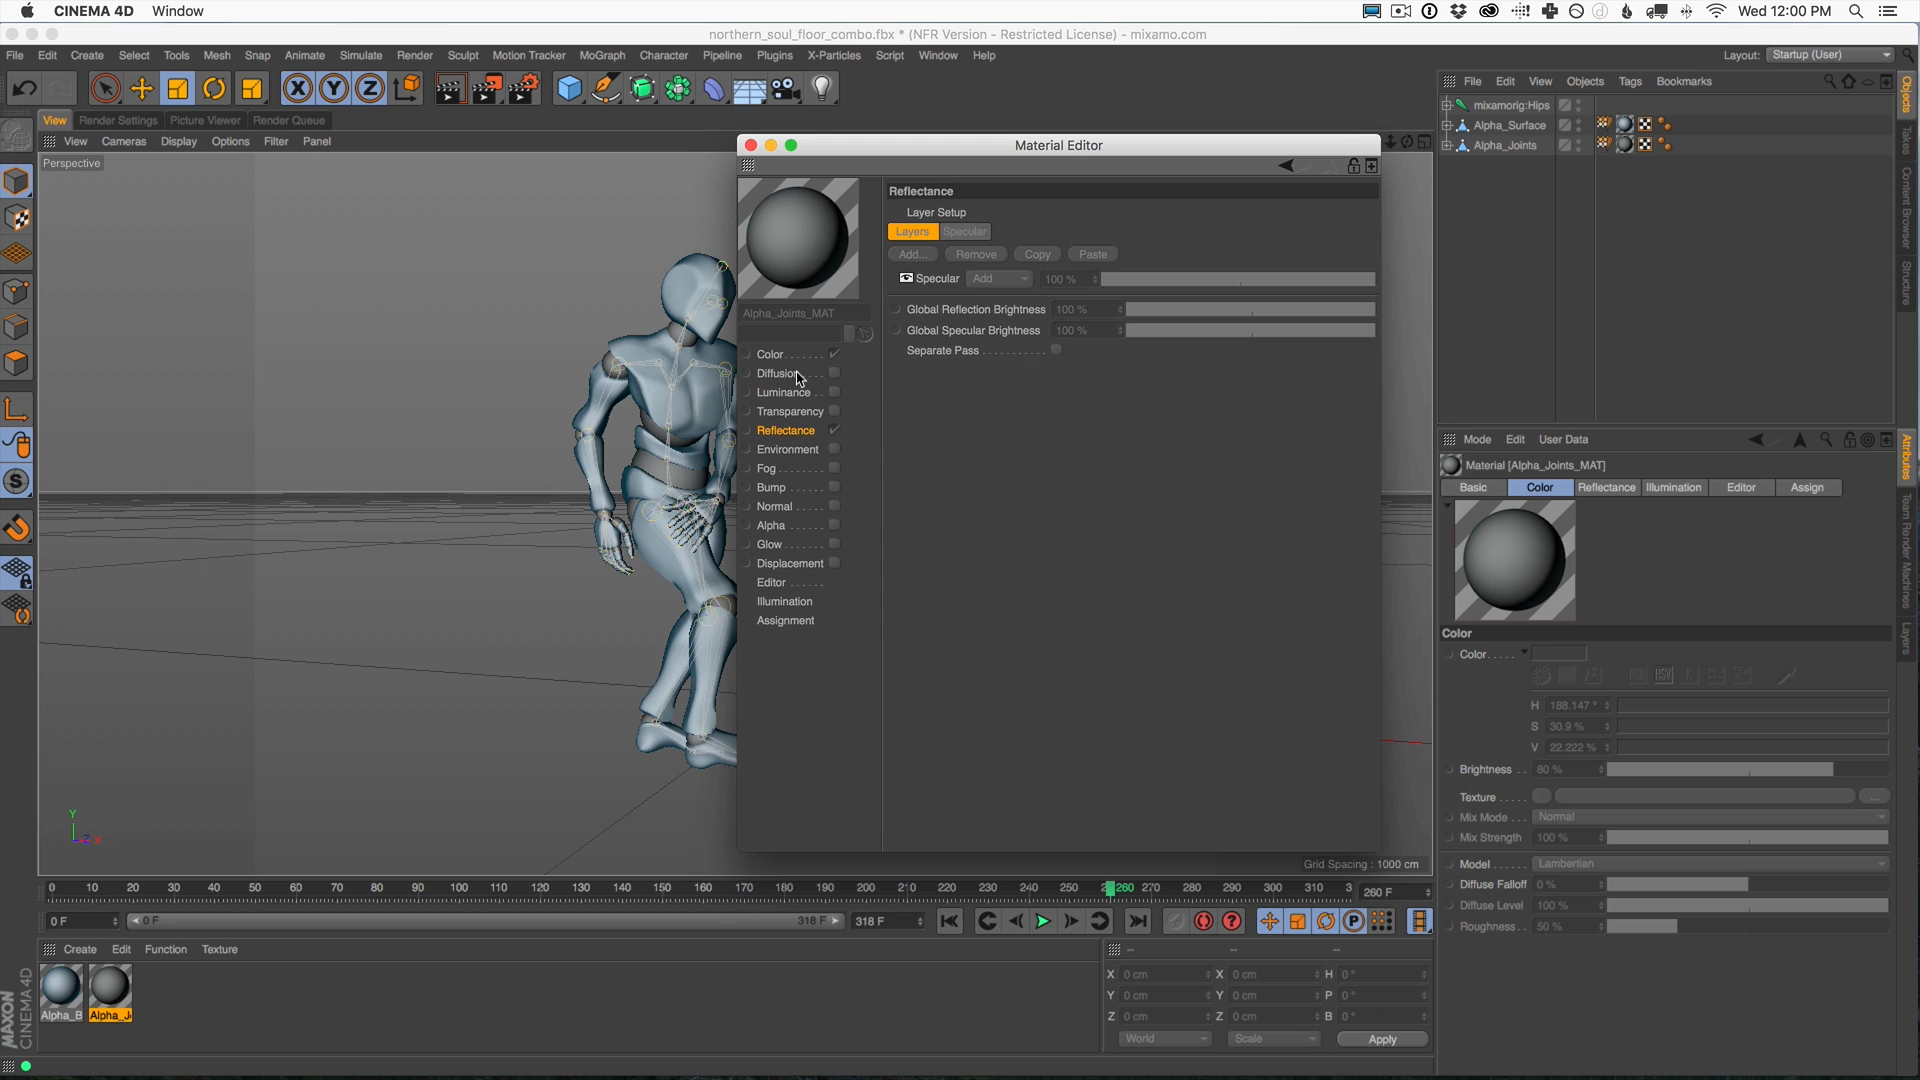 CINEMA 4D Window Wed 12:00 PM
northern_soul_floor_combo.fbx * (NFR Version - Restricted License) - mixamo.com
File Edit Create Select Tools Mesh Snap Animate Simulate Render Sculpt Motion Tracker MoGraph Character Pipeline Plugins X-Particles Script Window Help Layout: Startup (User)
File Edit View Objects Tags Bookmarks
View Render Settings Picture Viewer Render Queue
View Cameras Display Options Filter Panel
Perspective
mixamorig:Hips
Alpha_Surface
Alpha_Joints
Objects
Takes
Content Browser
Structure
Material Editor
Reflectance
Layer Setup
Layers Specular
Add... Remove Copy Paste
Specular Add 100 %
Global Reflection Brightness 100 %
Global Specular Brightness 100 %
Separate Pass . . . . . . . . . . .
Alpha_Joints_MAT
Color . . . . . . .
Diffusion . . .
Luminance . .
Transparency
Reflectance
Environment
Fog . . . . . . . .
Bump . . . . . .
Normal . . . . .
Alpha . . . . . .
Glow . . . . . . .
Displacement
Editor . . . . . .
Illumination
Assignment
Mode Edit User Data
Material [Alpha_Joints_MAT]
Basic Color Reflectance Illumination Editor Assign
Color
Color . . . . .
HSV
H 188.147 °
S 30.9 %
V 22.222 %
Brightness . . 80 %
Texture . . . . . ...
Mix Mode . . . Normal
Mix Strength 100 %
Model . . . . . . Lambertian
Diffuse Falloff 0 %
Diffuse Level 100 %
Roughness . . 50 %
Attributes
Team Render Machines
Layers
Y
Z X
Grid Spacing : 1000 cm
0 10 20 30 40 50 60 70 80 90 100 110 120 130 140 150 160 170 180 190 200 210 220 230 240 250 260 270 280 290 300 310 3 260 F
0 F 0 F 318 F 318 F
Create Edit Function Texture
Alpha_B Alpha_J
-- -- --
X 0 cm X 0 cm H 0 °
Y 0 cm Y 0 cm P 0 °
Z 0 cm Z 0 cm B 0 °
World Scale Apply
MAXON
CINEMA 4D